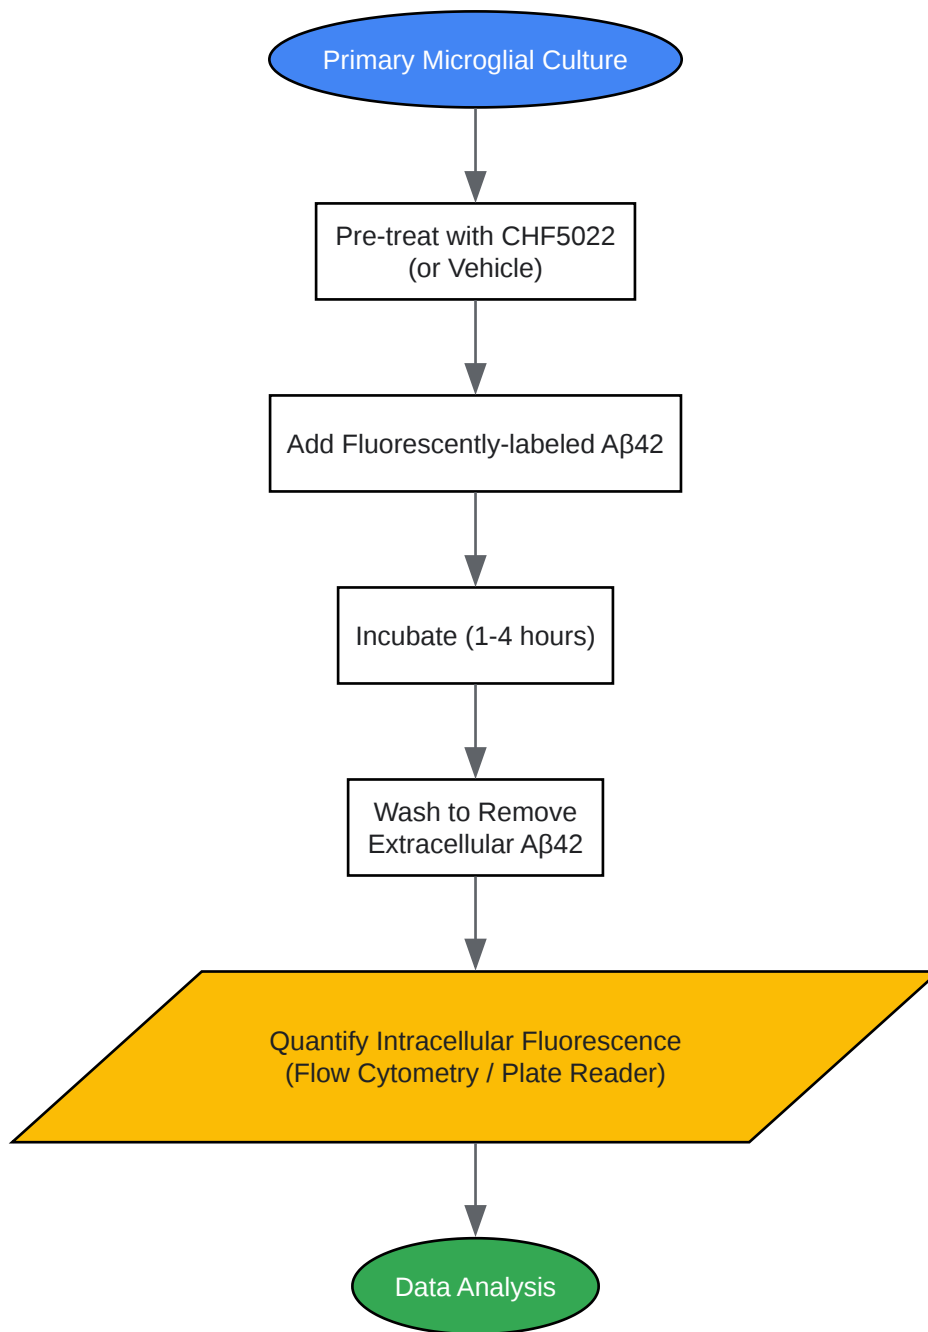 Primary Microglial Culture
Pre-treat with CHF5022
(or Vehicle)
Add Fluorescently-labeled Aβ42
Incubate (1-4 hours)
Wash to Remove
Extracellular Aβ42
Quantify Intracellular Fluorescence
(Flow Cytometry / Plate Reader)
Data Analysis